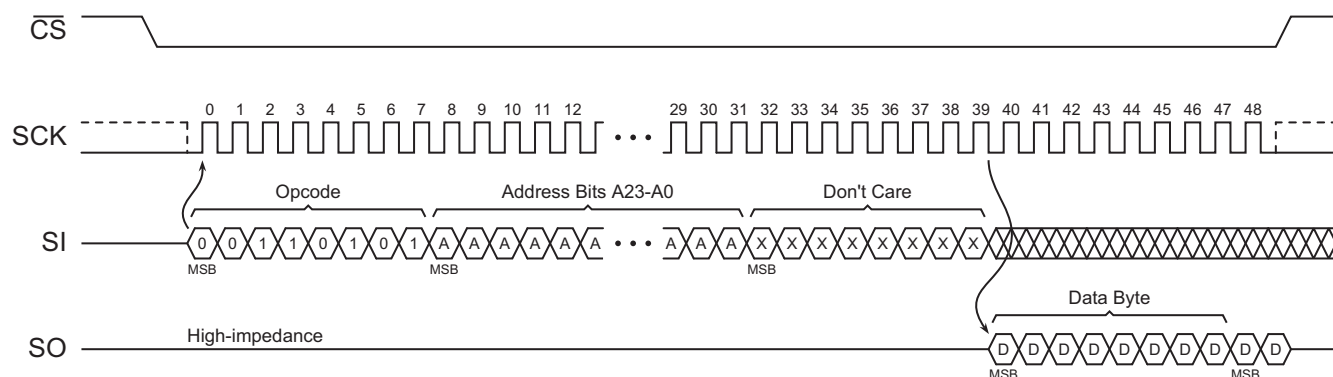 CS
0 1 2 3 4 5 6 7 8 9 10 11 12 29 30 31 32 33 34 35 36 37 38 39 40 41 42 43 44 45 46 47 48
SCK
Opcode Address Bits A23-A0 Don't Care
SI 0 0 1 1 0 1 0 1 A A A A A A A A A X X X X X X X X
MSB MSB MSB
Data Byte
SO High-impedance D D D D D D D D D D
MSB MSB